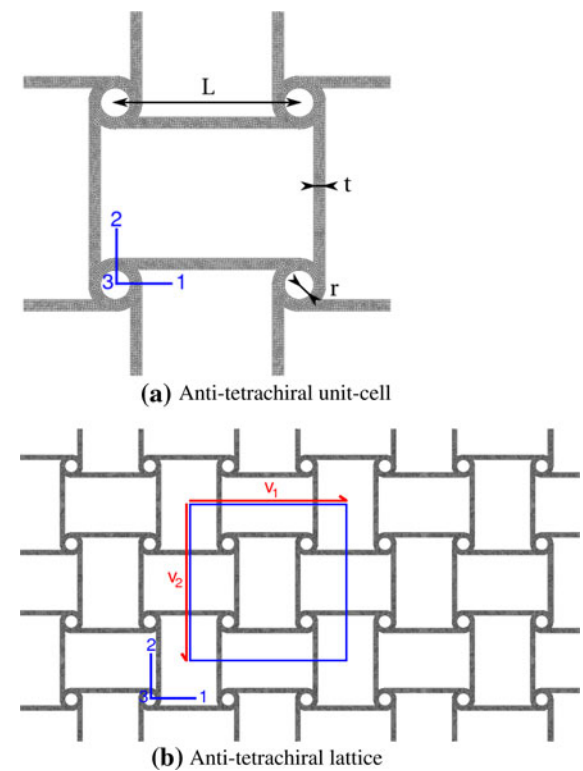 L
t
2
3 1
r
(a) Anti-tetrachiral unit-cell
V1
V2
2
3 1
(b) Anti-tetrachiral lattice